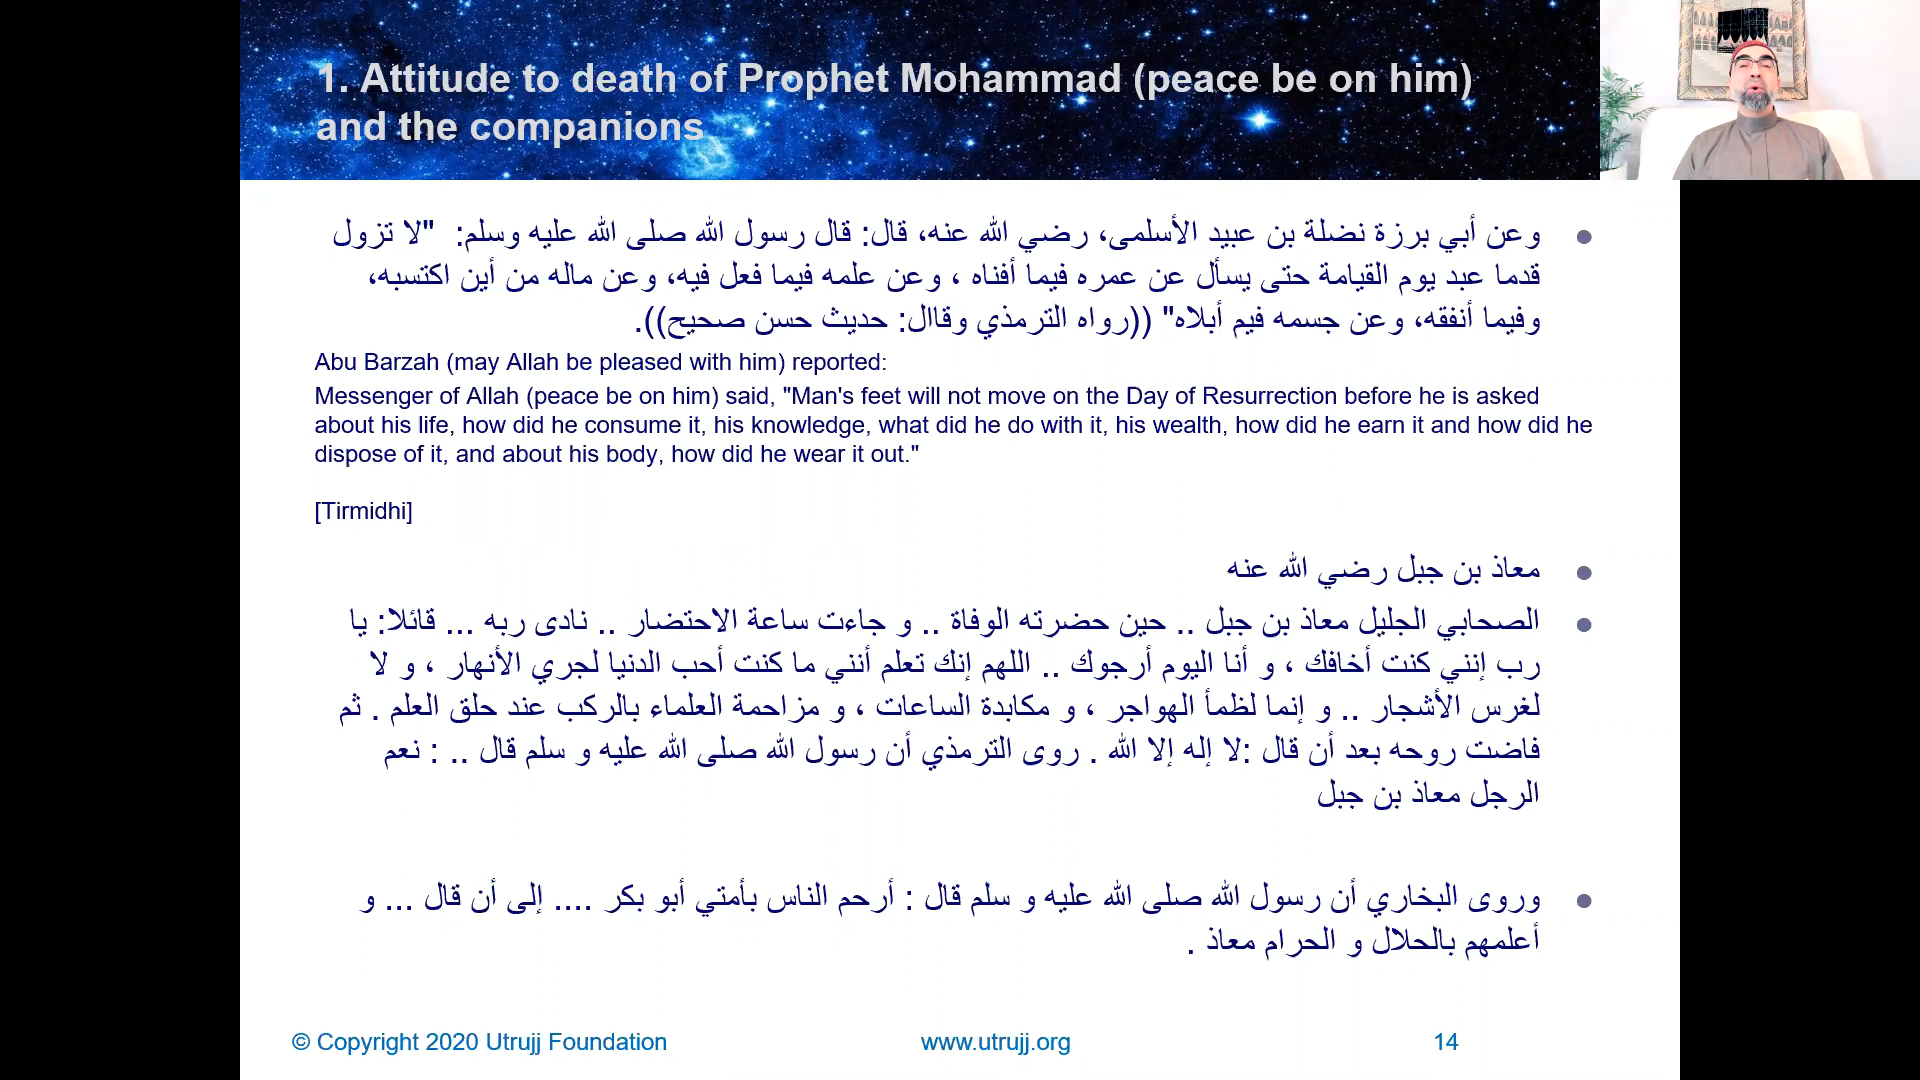 1. Attitude to death of Prophet Mohammad (peace be on him)
and the companions
وعن أبي برزة نضلة بن عبيد الأسلمى، رضي الله عنه، قال: قال رسول الله صلى الله عليه وسلم: "لا تزول
قدما عبد يوم القيامة حتى يسأل عن عمره فيما أفناه ، وعن علمه فيما فعل فيه، وعن ماله من أين اكتسبه،
وفيما أنفقه، وعن جسمه فيم أبلاه" ((رواه الترمذي وقاال: حديث حسن صحيح)).
Abu Barzah (may Allah be pleased with him) reported:
Messenger of Allah (peace be on him) said, "Man's feet will not move on the Day of Resurrection before he is asked
about his life, how did he consume it, his knowledge, what did he do with it, his wealth, how did he earn it and how did he
dispose of it, and about his body, how did he wear it out."
[Tirmidhi]
معاذ بن جبل رضي الله عنه
الصحابي الجليل معاذ بن جبل .. حين حضرته الوفاة .. و جاءت ساعة الاحتضار .. نادى ربه ... قائلا: يا
رب إنني كنت أخافك ، و أنا اليوم أرجوك .. اللهم إنك تعلم أنني ما كنت أحب الدنيا لجري الأنهار ، و لا
لغرس الأشجار .. و إنما لظمأ الهواجر ، و مكابدة الساعات ، و مزاحمة العلماء بالركب عند حلق العلم . ثم
فاضت روحه بعد أن قال :لا إله إلا الله . روى الترمذي أن رسول الله صلى الله عليه و سلم قال .. : نعم
الرجل معاذ بن جبل
وروى البخاري أن رسول الله صلى الله عليه و سلم قال : أرحم الناس بأمتي أبو بكر .... إلى أن قال ... و
أعلمهم بالحلال و الحرام معاذ .
© Copyright 2020 Utrujj Foundation
www.utrujj.org
14